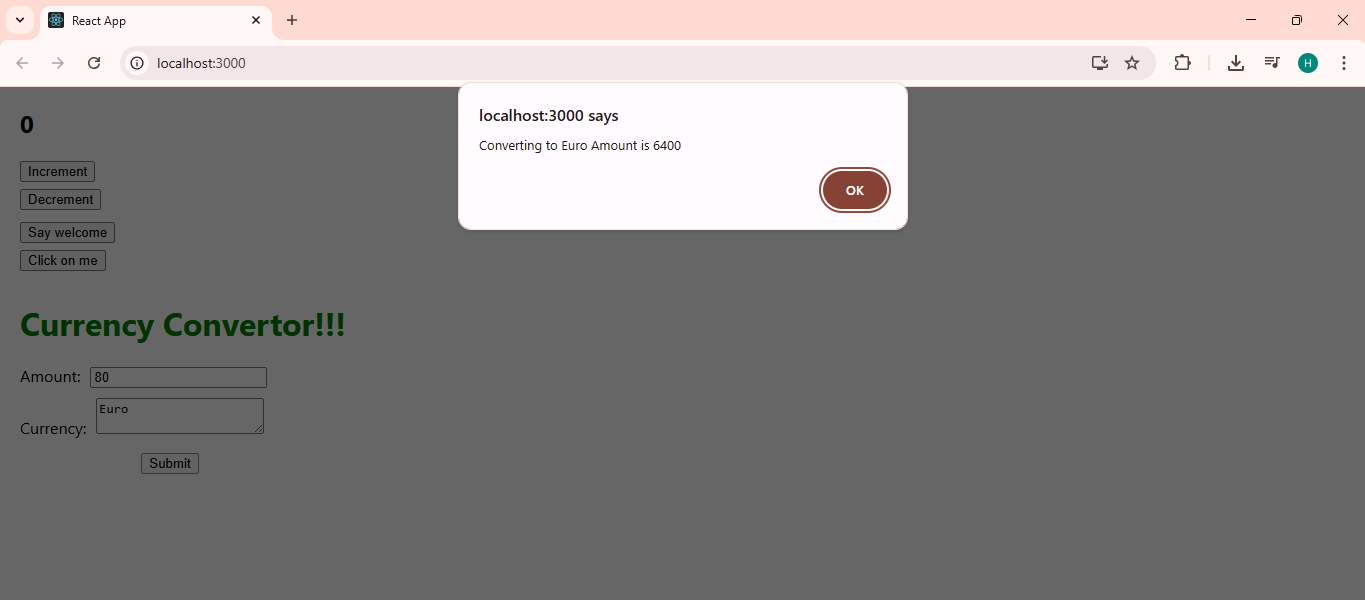 React App
localhost:3000
localhost:3000 says
Converting to Euro Amount is 6400
OK
H
0
Increment
Decrement
Say welcome
Click on me
Currency Convertor!!!
Amount: 80
Currency: Euro
Submit